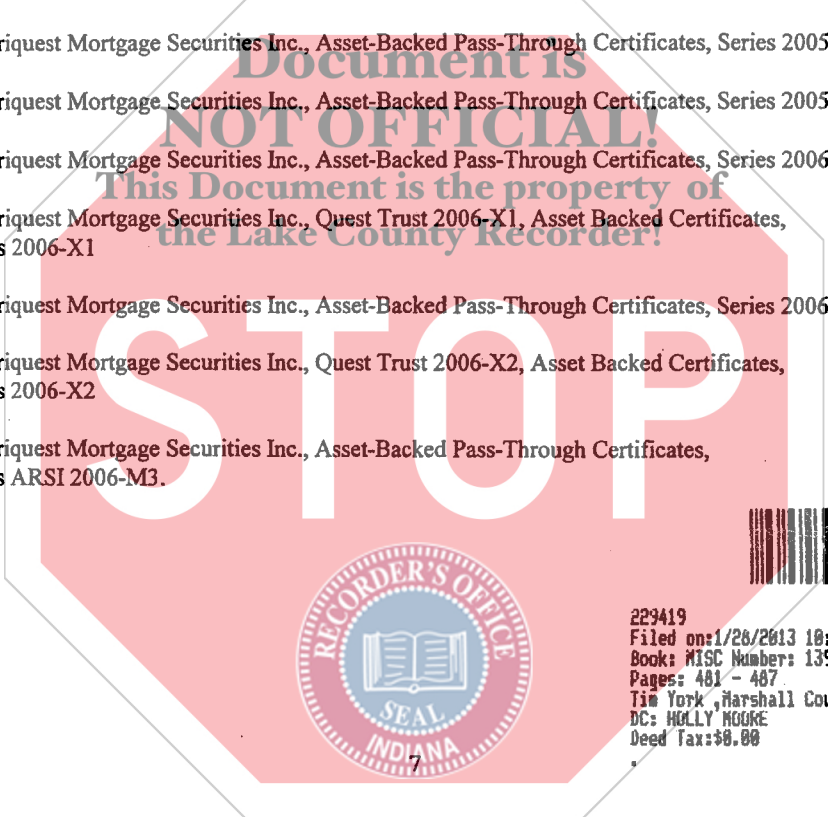 riquest Mortgage Securities Inc., Asset-Backed Pass-Through Certificates, Series 2005
Document is
riquest Mortgage Securities Inc., Asset-Backed Pass-Through Certificates, Series 2005
NOT OFFICIAL!
riquest Mortgage Securities Inc., Asset-Backed Pass-Through Certificates, Series 2006
This Document is the property of
riquest Mortgage Securities Inc., Quest Trust 2006-X1, Asset Backed Certificates,
the Lake County Recorder!
s 2006-X1
riquest Mortgage Securities Inc., Asset-Backed Pass-Through Certificates, Series 2006
STOP
riquest Mortgage Securities Inc., Quest Trust 2006-X2, Asset Backed Certificates,
s 2006-X2
riquest Mortgage Securities Inc., Asset-Backed Pass-Through Certificates,
s ARSI 2006-M3.
RECORDER'S OFFICE
SEAL
INDIANA
7
229419
Filed on:1/28/2013 10:
Book: MISC Number: 139
Pages: 481 - 487
Tim York ,Marshall Cou
DC: HOLLY MOORE
Deed Tax:$0.00